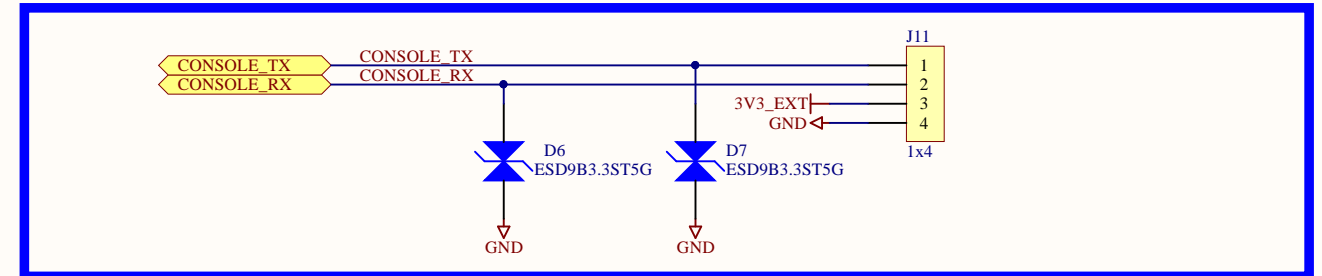 J11
CONSOLE_TX CONSOLE_TX 1
CONSOLE_RX CONSOLE_RX 2
3V3_EXT 3
GND 4
1x4
D6 D7
ESD9B3.3ST5G ESD9B3.3ST5G
GND GND